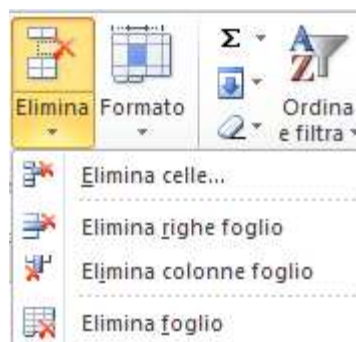 Elimina
Formato
Σ
A
Z
Ordina
e filtra
Elimina celle...
Elimina righe foglio
Elimina colonne foglio
Elimina foglio